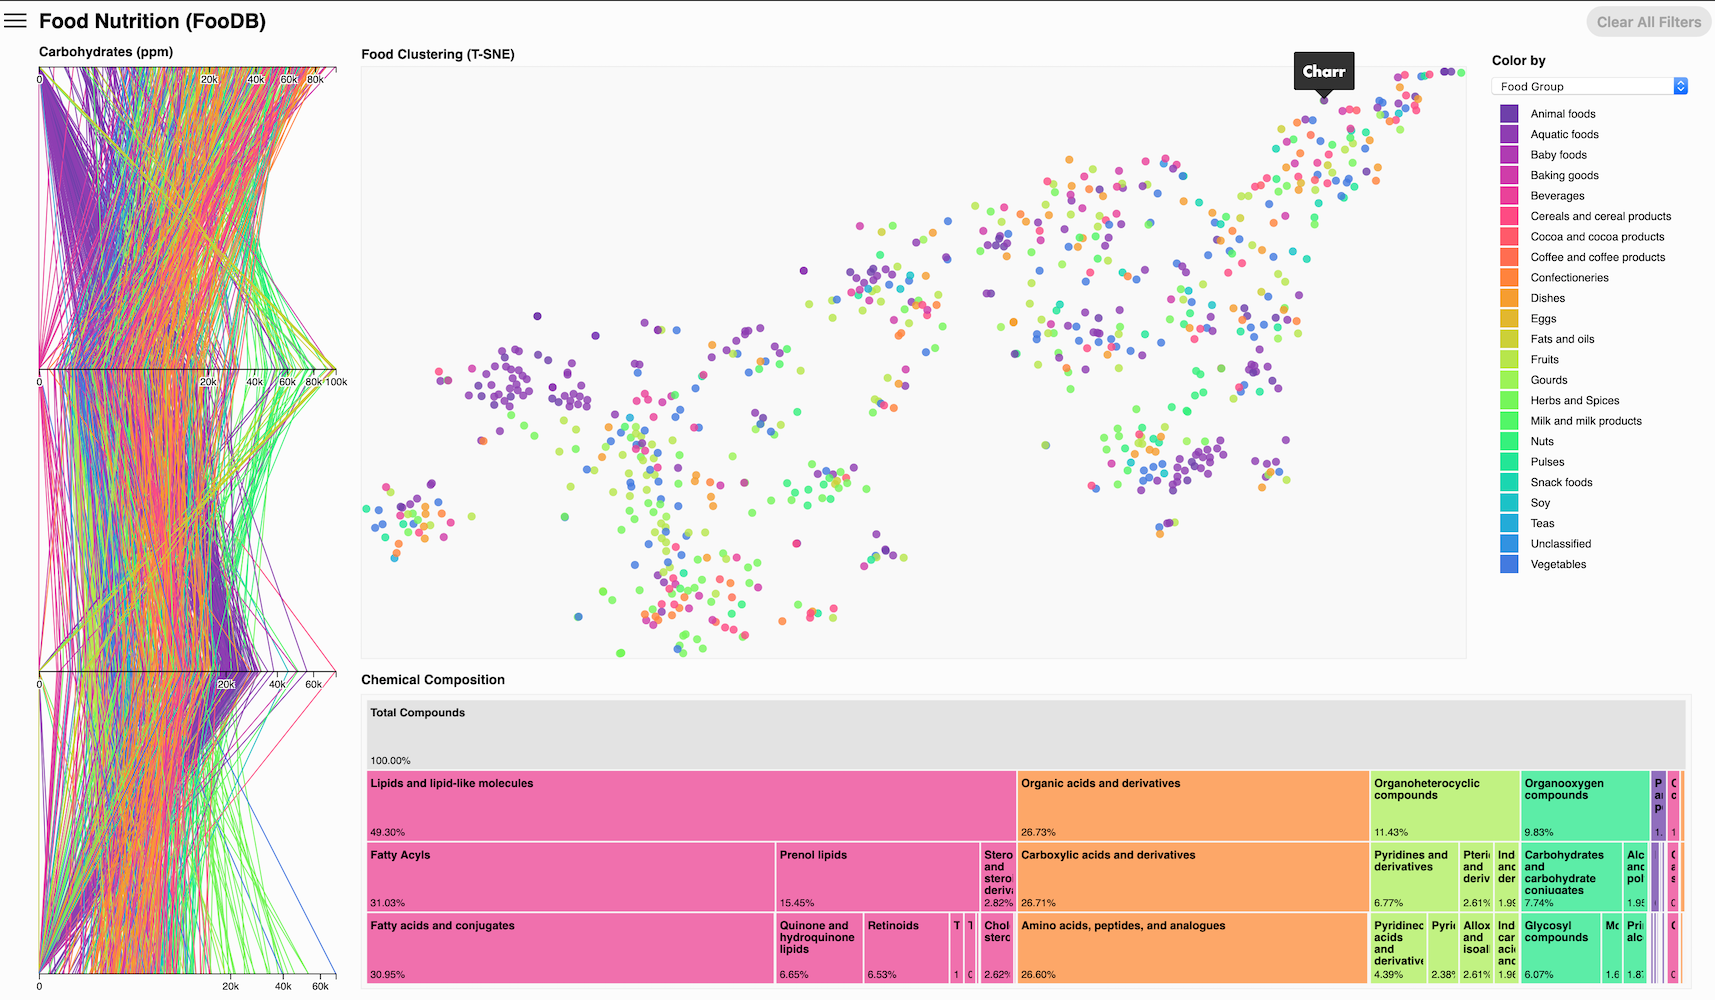 Food Nutrition (FooDB)
Clear All Filters
Carbohydrates (ppm)
0 20k 40k 60k 80k
0 20k 40k 60k 80k 100k
0 20k 40k 60k
0 20k 40k 60k
Food Clustering (T-SNE)
Charr
Color by
Food Group
Animal foods
Aquatic foods
Baby foods
Baking goods
Beverages
Cereals and cereal products
Cocoa and cocoa products
Coffee and coffee products
Confectioneries
Dishes
Eggs
Fats and oils
Fruits
Gourds
Herbs and Spices
Milk and milk products
Nuts
Pulses
Snack foods
Soy
Teas
Unclassified
Vegetables
Chemical Composition
Total Compounds
100.00%
Lipids and lipid-like molecules
49.30%
Organic acids and derivatives
26.73%
Organoheterocyclic
compounds
11.43%
Organooxygen
compounds
9.83%
Fatty Acyls
31.03%
Prenol lipids
15.45%
Stero
and
stero
deriva
2.82%
Carboxylic acids and derivatives
26.71%
Pyridines and
derivatives
6.77%
Pteri
and
deriv
2.61%
Ind
and
der
1.99
Carbohydrates
and
carbohydrate
conjugates
7.74%
Alc
and
pol
Fatty acids and conjugates
30.95%
Quinone and
hydroquinone
lipids
6.65%
Retinoids
6.53%
T
1
Chol
stero
2.62%
Amino acids, peptides, and analogues
26.60%
Pyridinec
acids
and
derivative
4.39%
Pyri
2.38%
Allox
and
isoal
2.61%
Ind
car
acid
and
Glycosyl
compounds
6.07%
Mo
1.6
Pri
alc